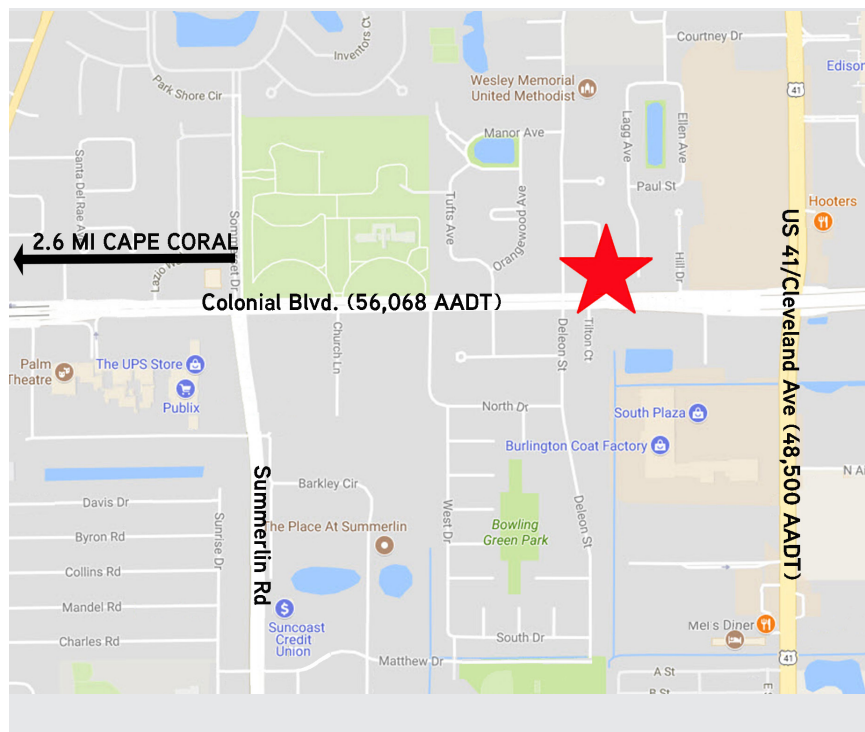 Inventors Ct
Courtney Dr
Edison
Park Shore Cir
Wesley Memorial
United Methodist
41
Manor Ave
Lagg Ave
Ellen Ave
Santa Del Rae Ave
Paul St
Tufts Ave
Orangewood Ave
Hooters
Somerset Dr
2.6 MI CAPE CORAL
Lazio W
Hill Dr
US 41/Cleveland Ave (48,500 AADT)
Colonial Blvd. (56,068 AADT)
Church Ln
Deleon St
Tilton Ct
Palm
Theatre
The UPS Store
Publix
North Dr
South Plaza
Burlington Coat Factory
Summerlin Rd
Barkley Cir
N Ai
Davis Dr
Sunrise Dr
West Dr
Deleon St
The Place At Summerlin
Bowling
Green Park
Byron Rd
Collins Rd
Mandel Rd
Suncoast
Credit
Union
Charles Rd
South Dr
Mel's Diner
Matthew Dr
41
A St
B St